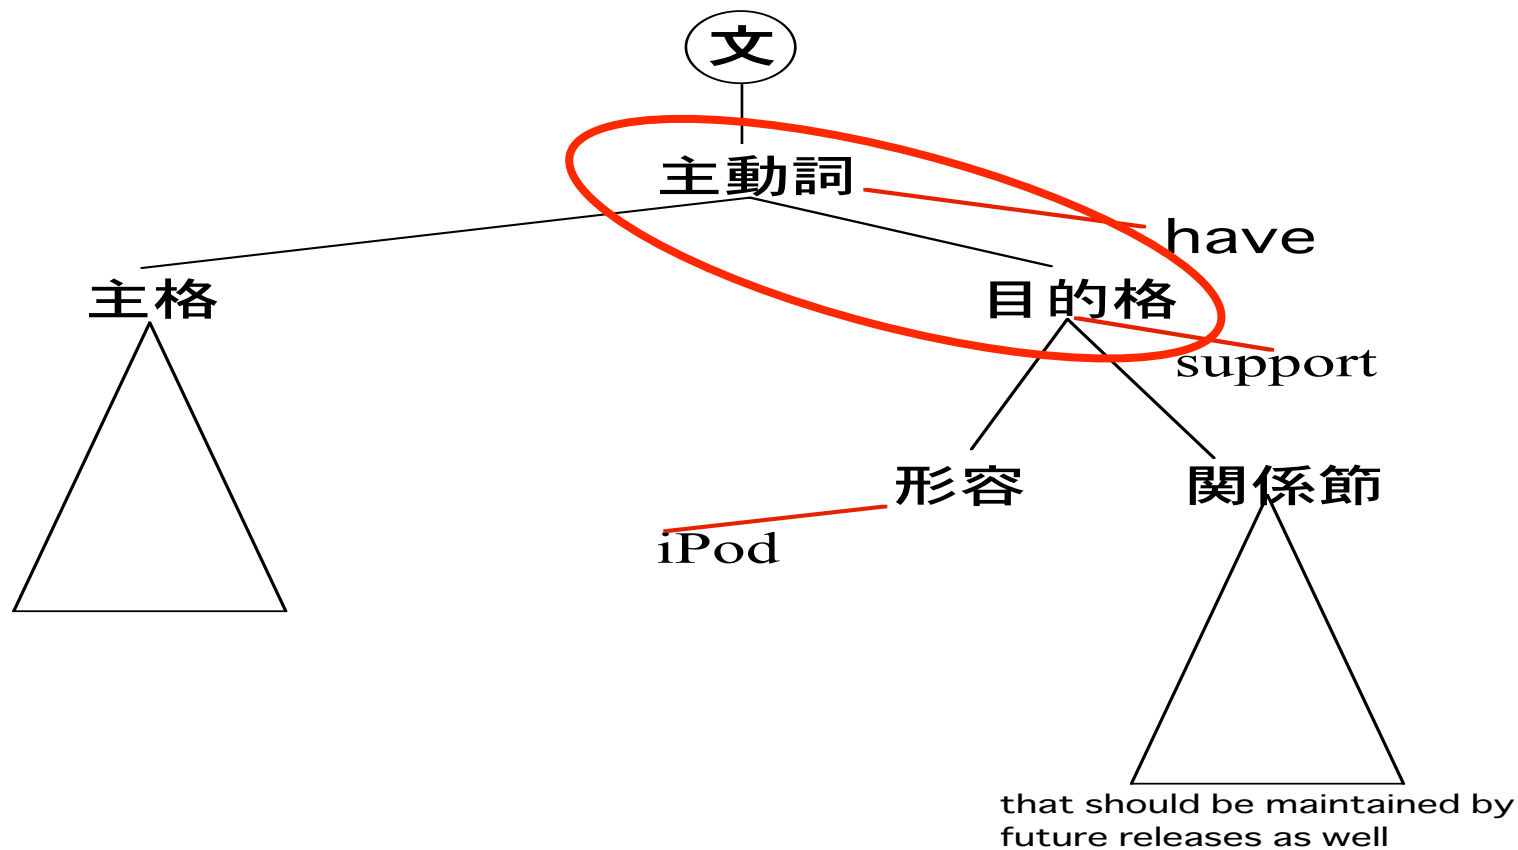 文
主動詞
have
主格
目的格
support
形容
関係節
iPod
that should be maintained by
future releases as well